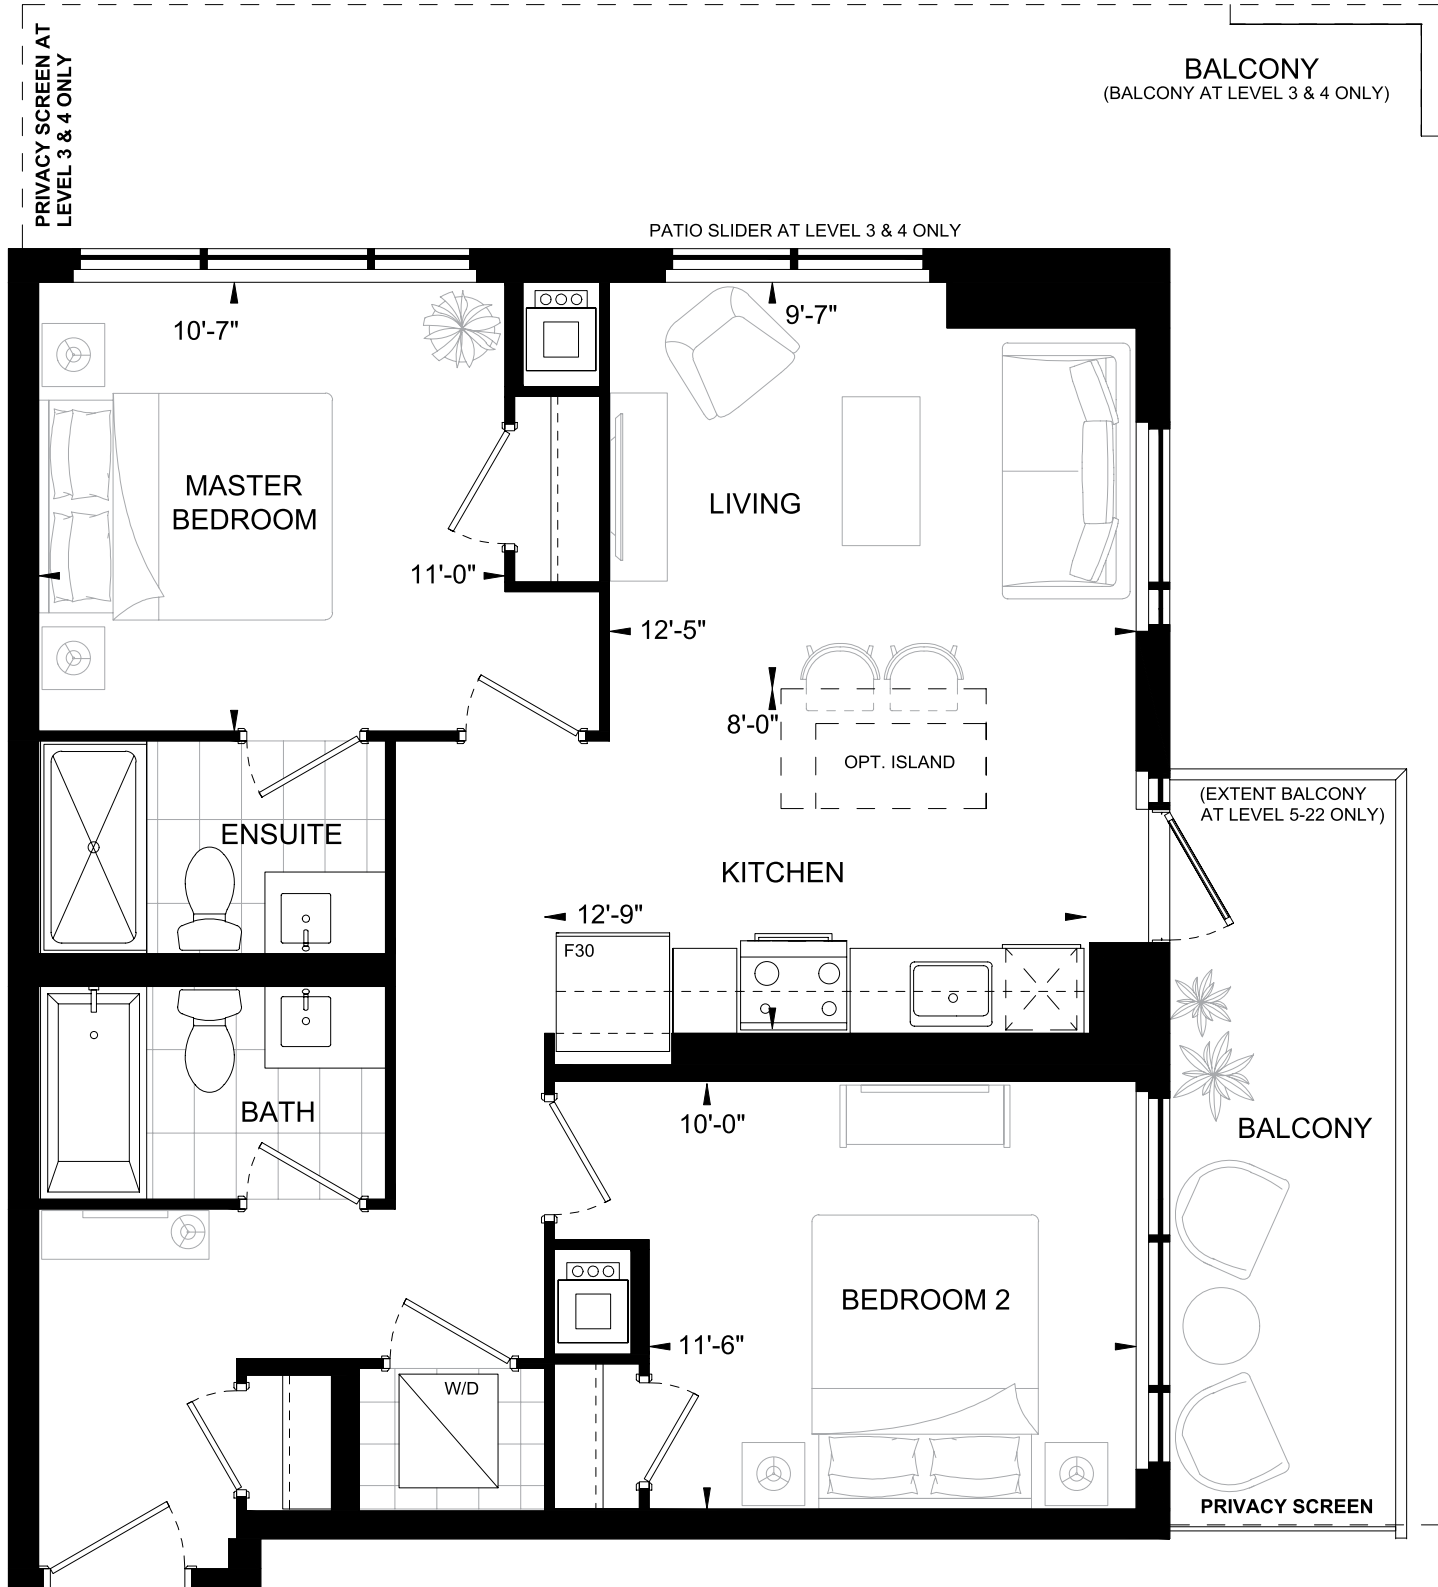 PRIVACY SCREEN AT
LEVEL 3 & 4 ONLY
BALCONY
(BALCONY AT LEVEL 3 & 4 ONLY)
PATIO SLIDER AT LEVEL 3 & 4 ONLY
10'-7"
9'-7"
MASTER
BEDROOM
LIVING
11'-0"
12'-5"
8'-0"
OPT. ISLAND
(EXTENT BALCONY
AT LEVEL 5-22 ONLY)
ENSUITE
KITCHEN
12'-9"
F30
BATH
10'-0"
BALCONY
BEDROOM 2
11'-6"
W/D
PRIVACY SCREEN